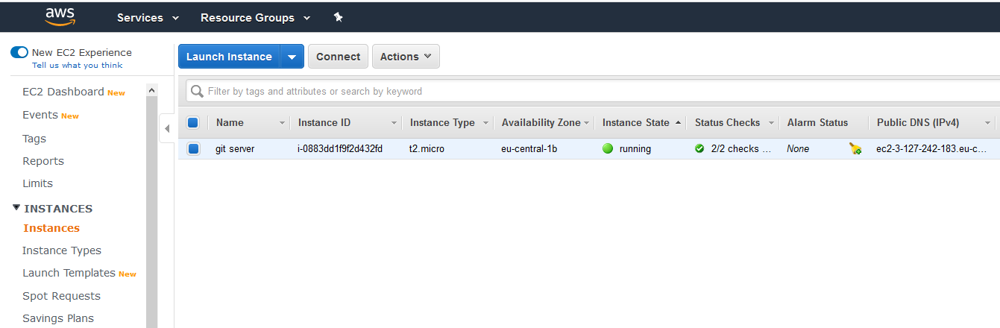 aws Services Resource Groups
New EC2 Experience
Tell us what you think
Launch Instance Connect Actions
EC2 Dashboard New
Filter by tags and attributes or search by keyword
Events New
Name Instance ID Instance Type Availability Zone Instance State Status Checks Alarm Status Public DNS (IPv4)
Tags
git server i-0883dd1f9f2d432fd t2.micro eu-central-1b running 2/2 checks ... None ec2-3-127-242-183.eu-c...
Reports
Limits
INSTANCES
Instances
Instance Types
Launch Templates New
Spot Requests
Savings Plans